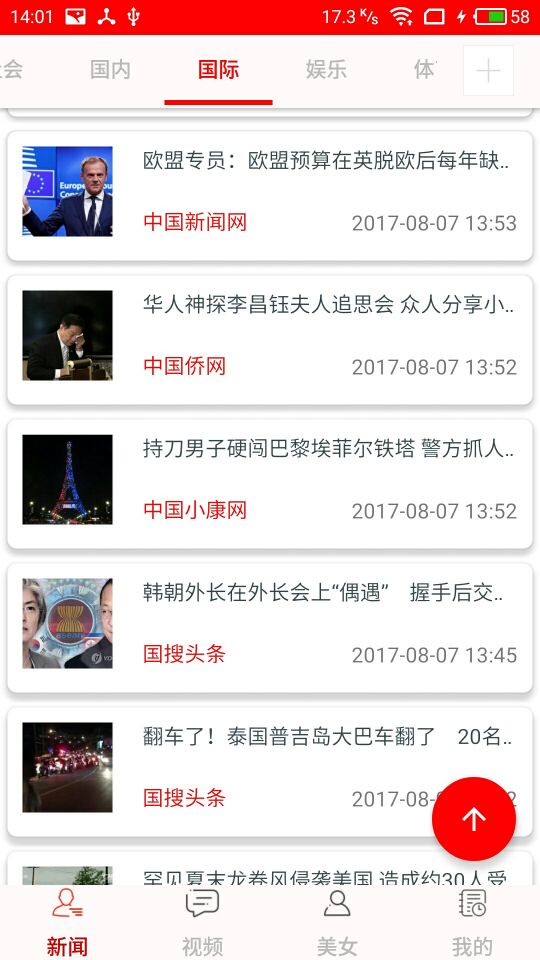 14:01
17.3 K/s
58
会
国内
国际
娱乐
体
欧盟专员：欧盟预算在英脱欧后每年缺..
中国新闻网
2017-08-07 13:53
华人神探李昌钰夫人追思会 众人分享小..
中国侨网
2017-08-07 13:52
持刀男子硬闯巴黎埃菲尔铁塔 警方抓人..
中国小康网
2017-08-07 13:52
韩朝外长在外长会上“偶遇” 握手后交..
国搜头条
2017-08-07 13:45
翻车了！泰国普吉岛大巴车翻了 20名..
国搜头条
2017-08-
罕见夏末龙卷风侵袭美国 造成约30人受
新闻
视频
美女
我的